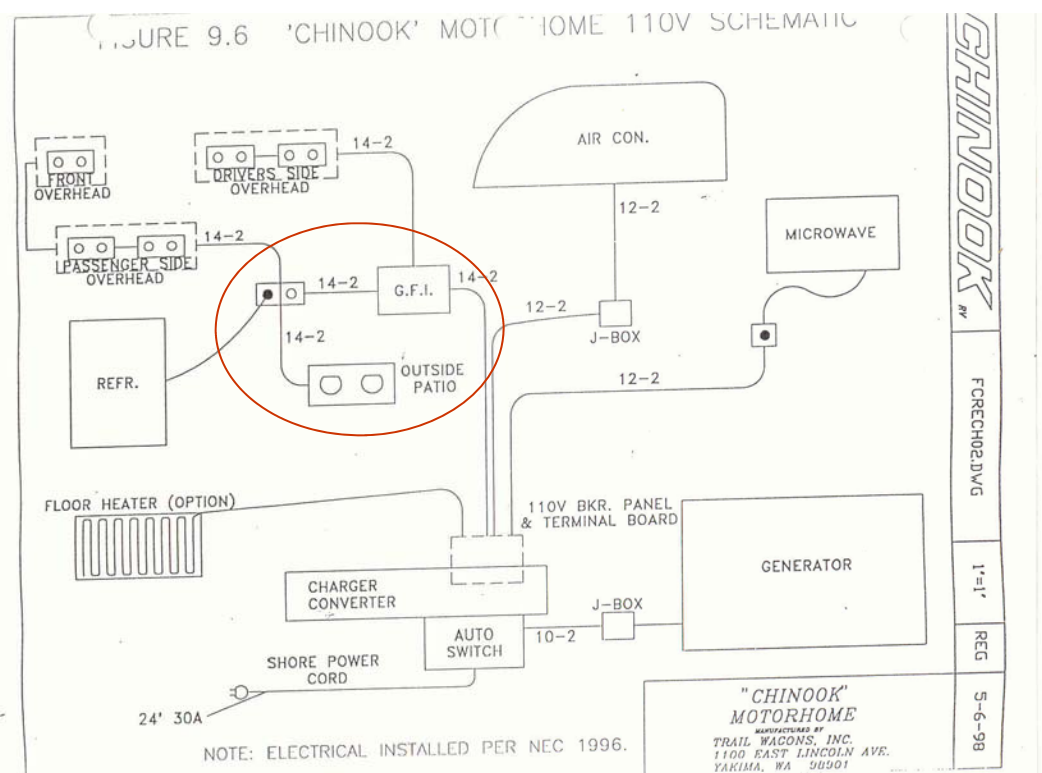 FIGURE 9.6 'CHINOOK' MOTORHOME 110V SCHEMATIC
CHINOOK RV
AIR CON.
14-2
FRONT
OVERHEAD
DRIVERS SIDE
OVERHEAD
12-2
MICROWAVE
14-2
PASSENGER SIDE
OVERHEAD
14-2
G.F.I.
14-2
12-2
J-BOX
14-2
REFR.
OUTSIDE
PATIO
12-2
FCRECH02.DWG
FLOOR HEATER (OPTION)
110V BKR. PANEL
& TERMINAL BOARD
GENERATOR
1"=1"
CHARGER
CONVERTER
J-BOX
AUTO
SWITCH
10-2
REG
SHORE POWER
CORD
24' 30A
5-6-98
NOTE: ELECTRICAL INSTALLED PER NEC 1996.
"CHINOOK"
MOTORHOME
MANUFACTURED BY
TRAIL WAGONS, INC.
1100 EAST LINCOLN AVE.
YAKIMA, WA 98901